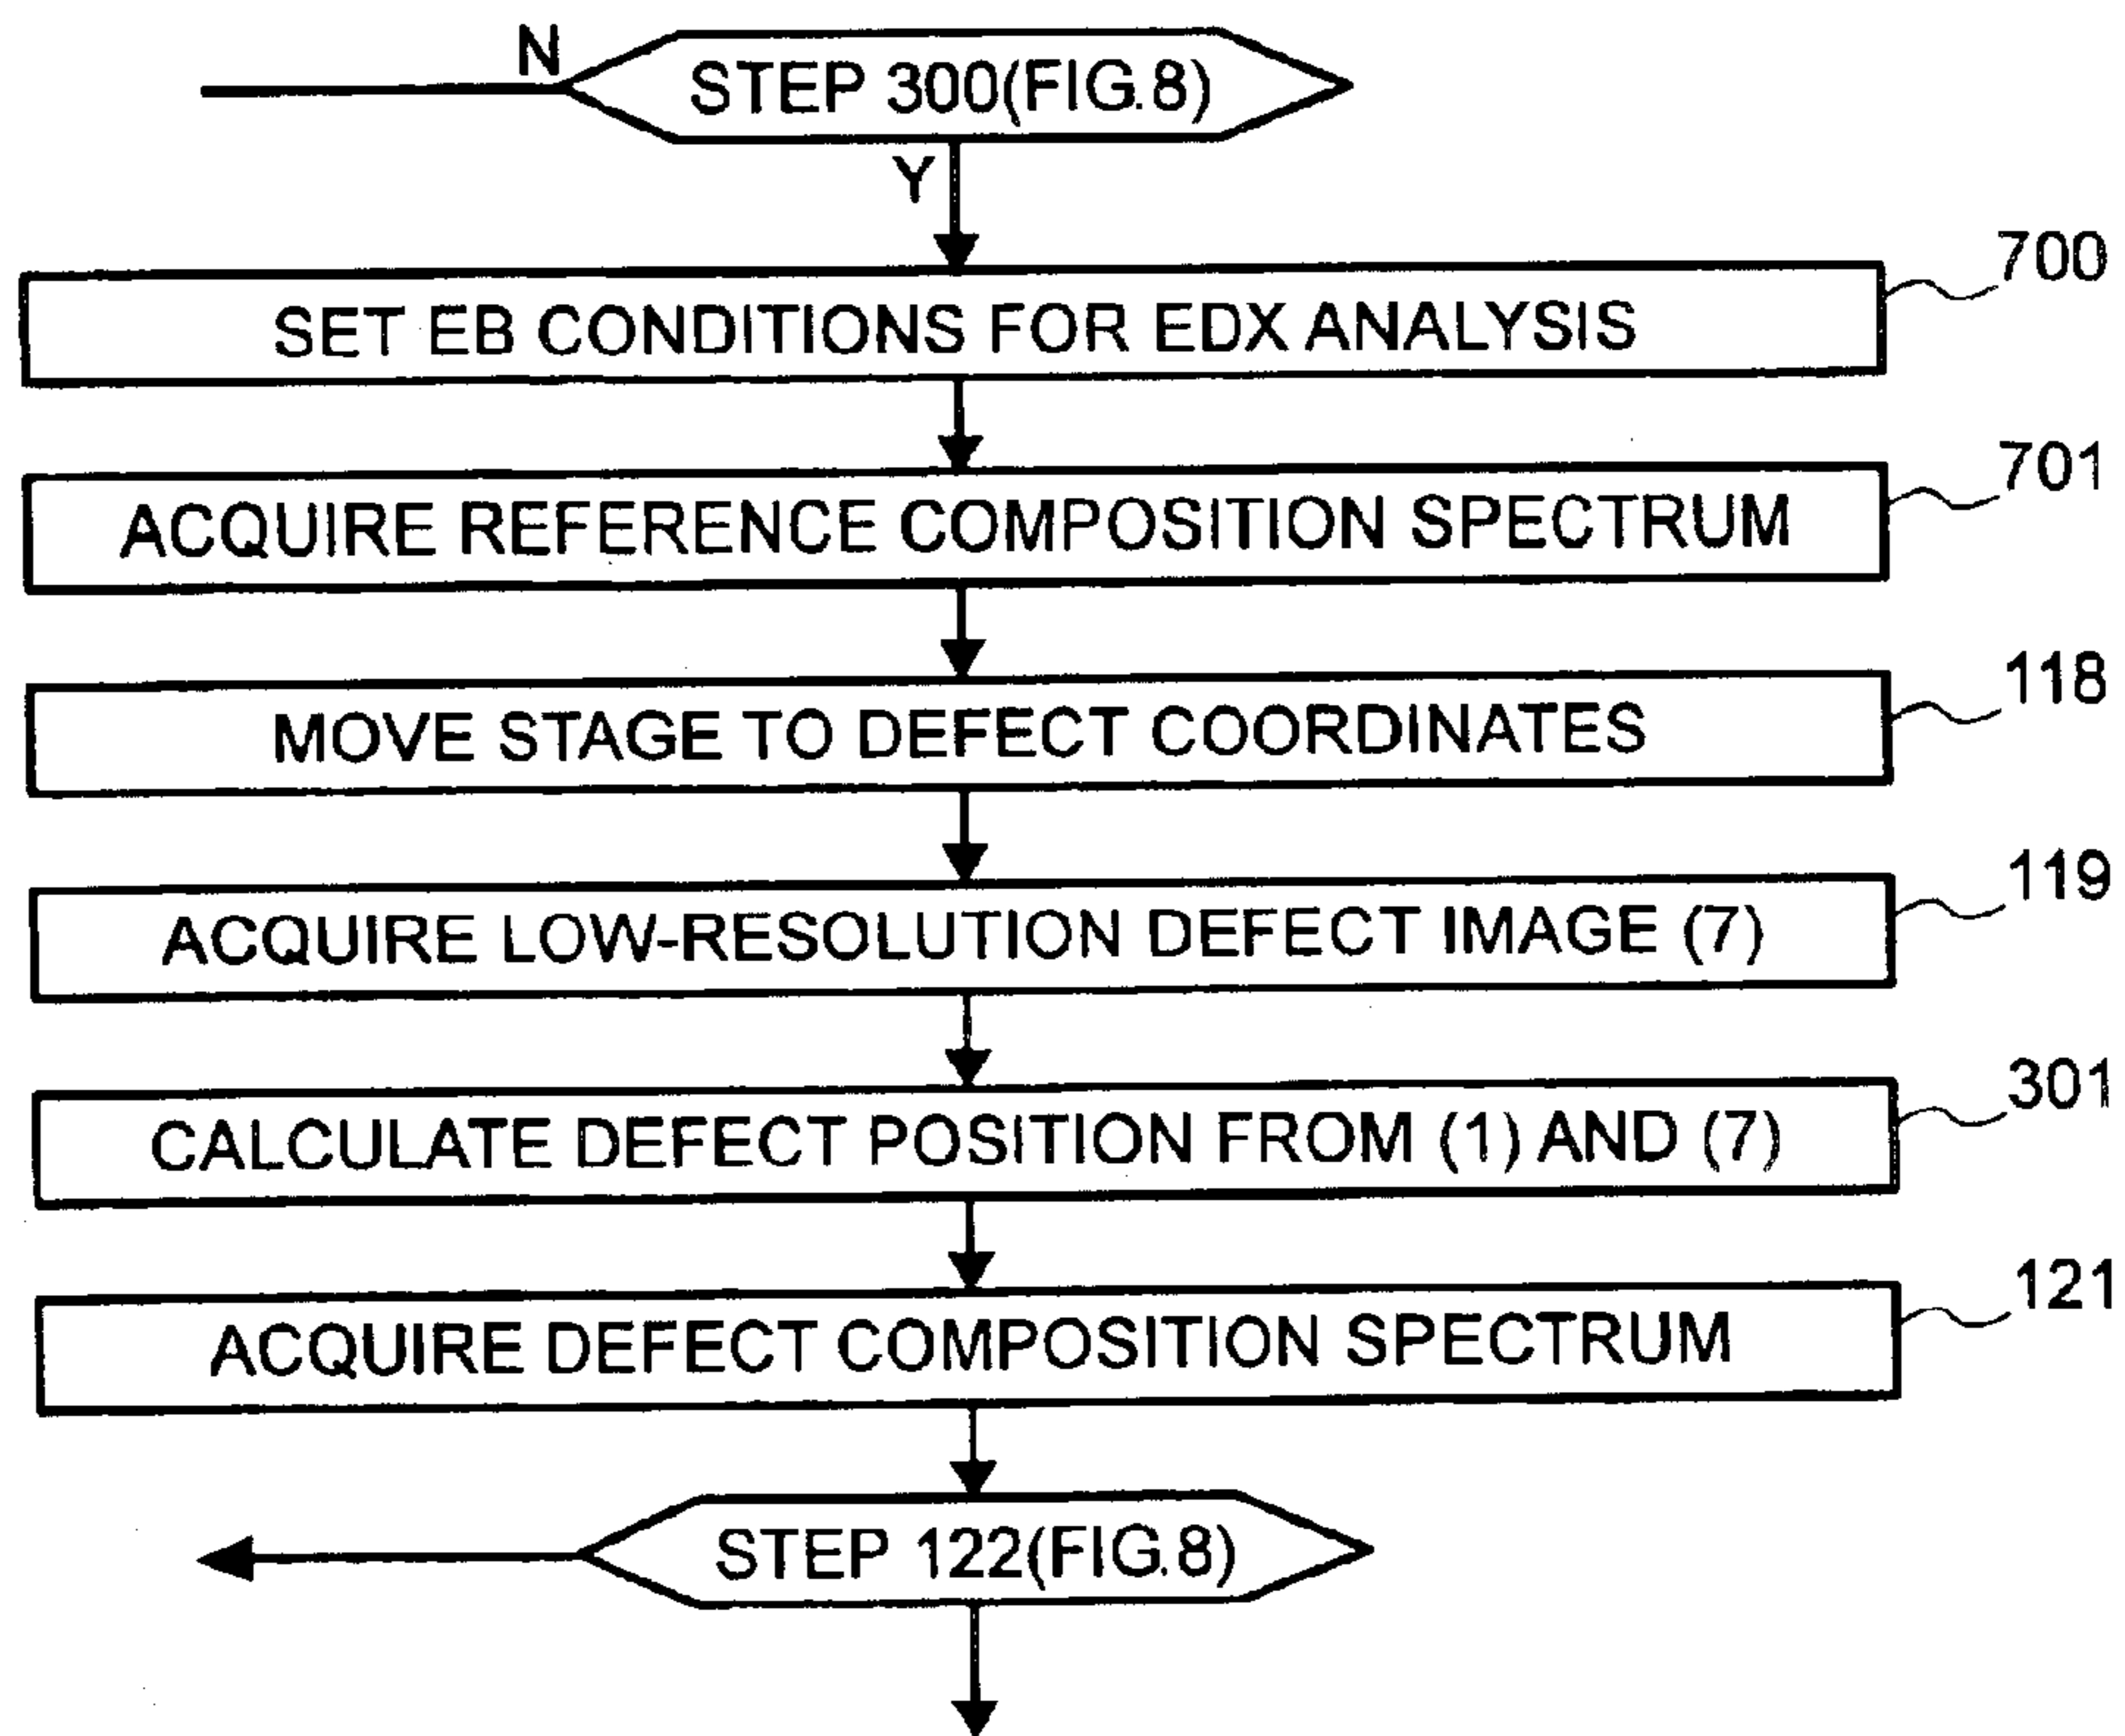 N
STEP 300(FIG.8)
Y
700
SET EB CONDITIONS FOR EDX ANALYSIS
701
ACQUIRE REFERENCE COMPOSITION SPECTRUM
118
MOVE STAGE TO DEFECT COORDINATES
119
ACQUIRE LOW-RESOLUTION DEFECT IMAGE (7)
301
CALCULATE DEFECT POSITION FROM (1) AND (7)
121
ACQUIRE DEFECT COMPOSITION SPECTRUM
STEP 122(FIG.8)